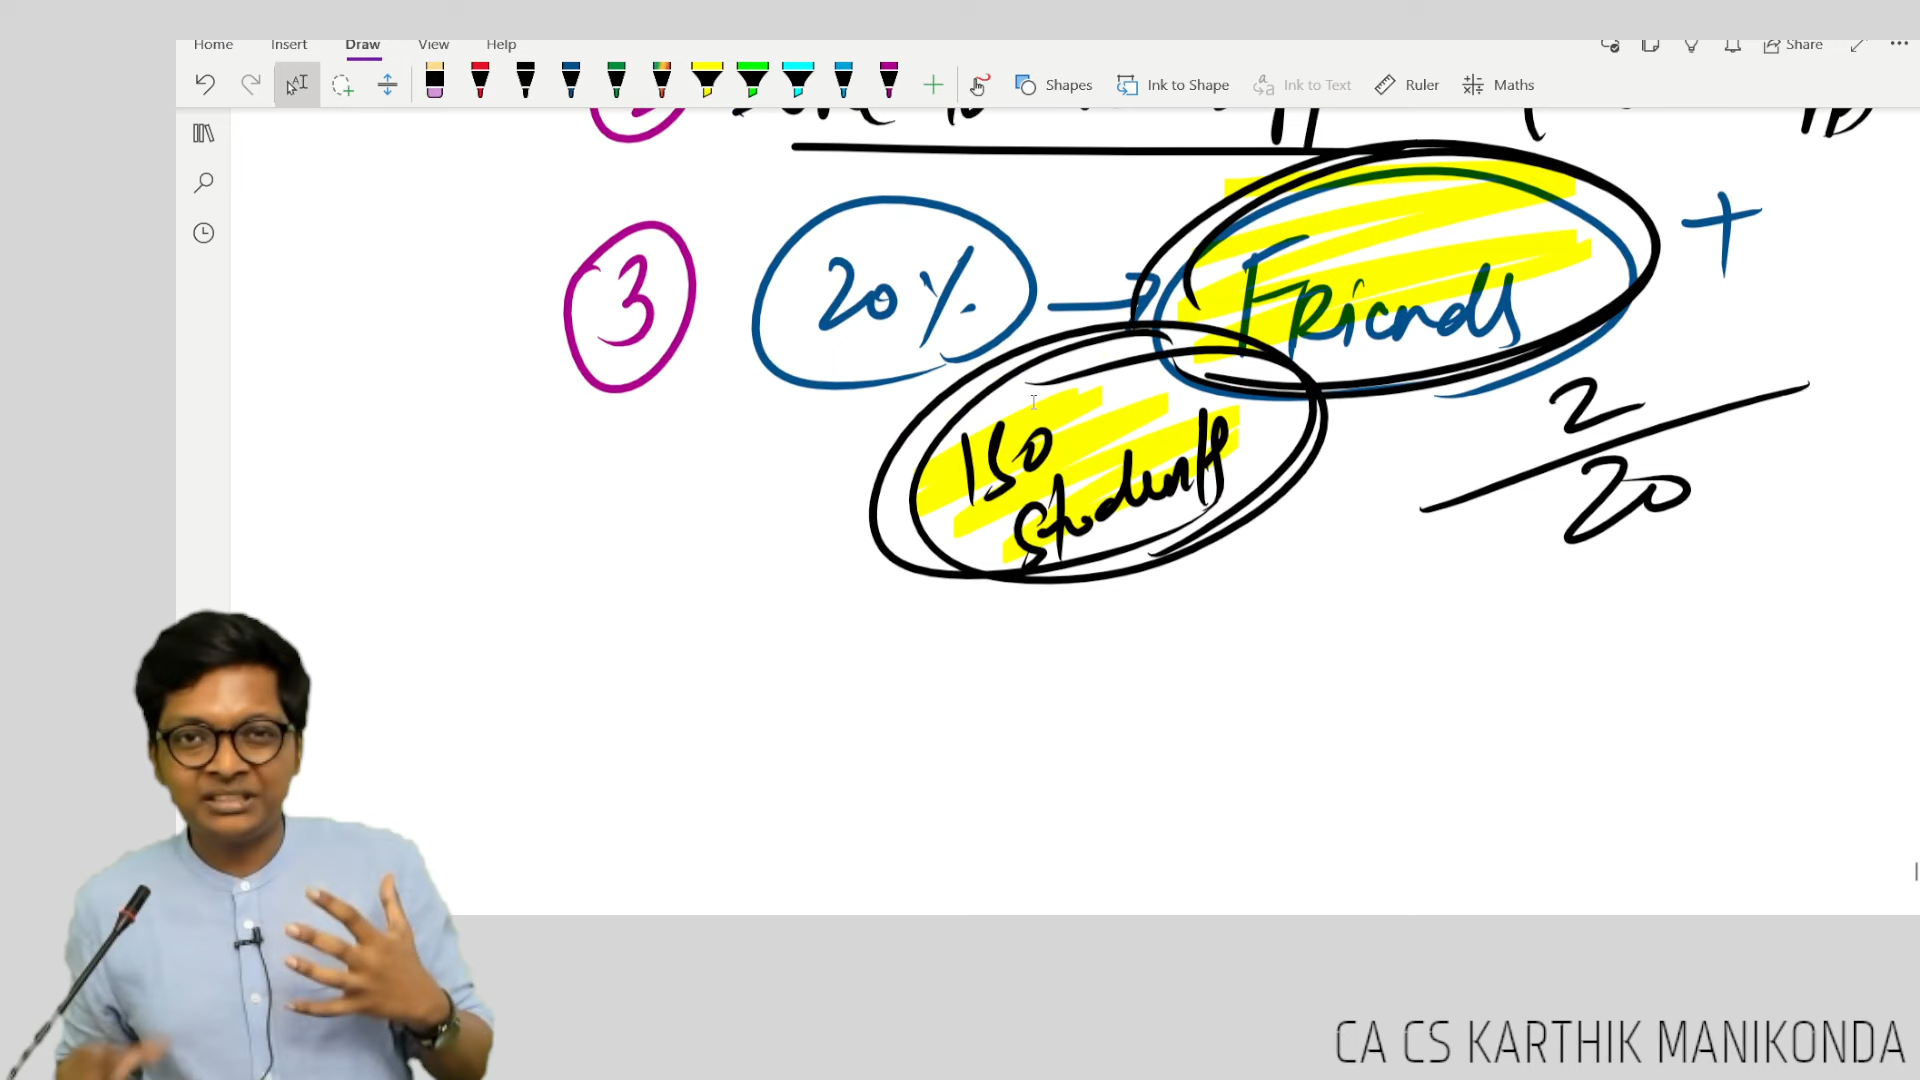 Home Insert Draw View Help Share
Shapes Ink to Shape Ink to Text Ruler Maths
3 20% → Friends +
150
Students
2
20
CA CS KARTHIK MANIKONDA